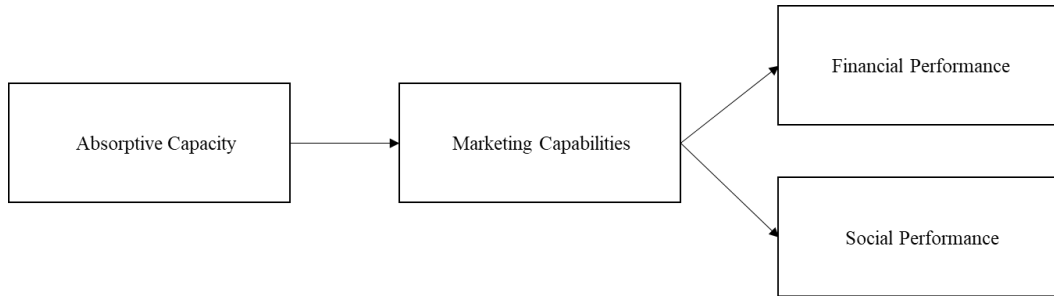 Financial Performance
Absorptive Capacity
Marketing Capabilities
Social Performance